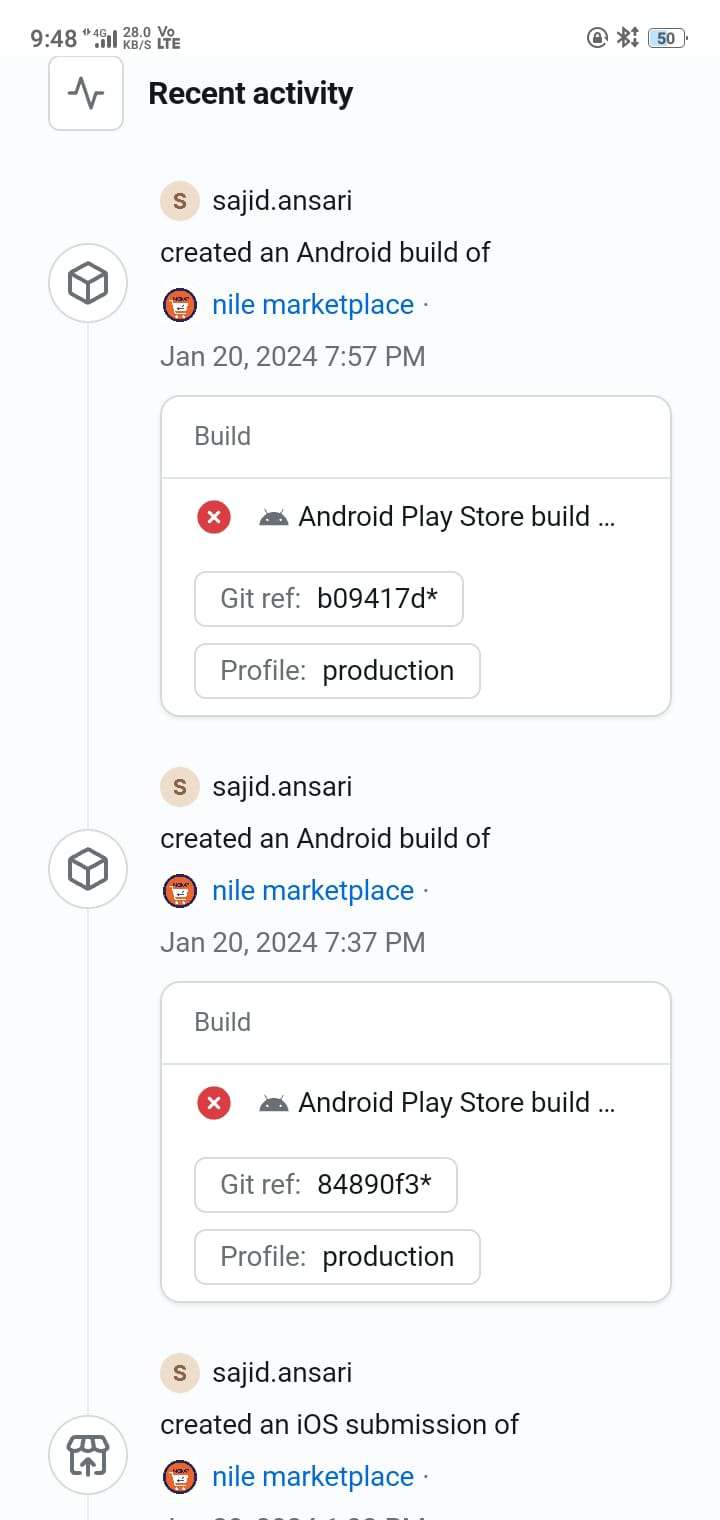 9:48 4G 28.0 KB/S Vo LTE 50
Recent activity
S sajid.ansari
created an Android build of
nile marketplace ·
Jan 20, 2024 7:57 PM
Build
Android Play Store build ...
Git ref: b09417d*
Profile: production
S sajid.ansari
created an Android build of
nile marketplace ·
Jan 20, 2024 7:37 PM
Build
Android Play Store build ...
Git ref: 84890f3*
Profile: production
S sajid.ansari
created an iOS submission of
nile marketplace ·